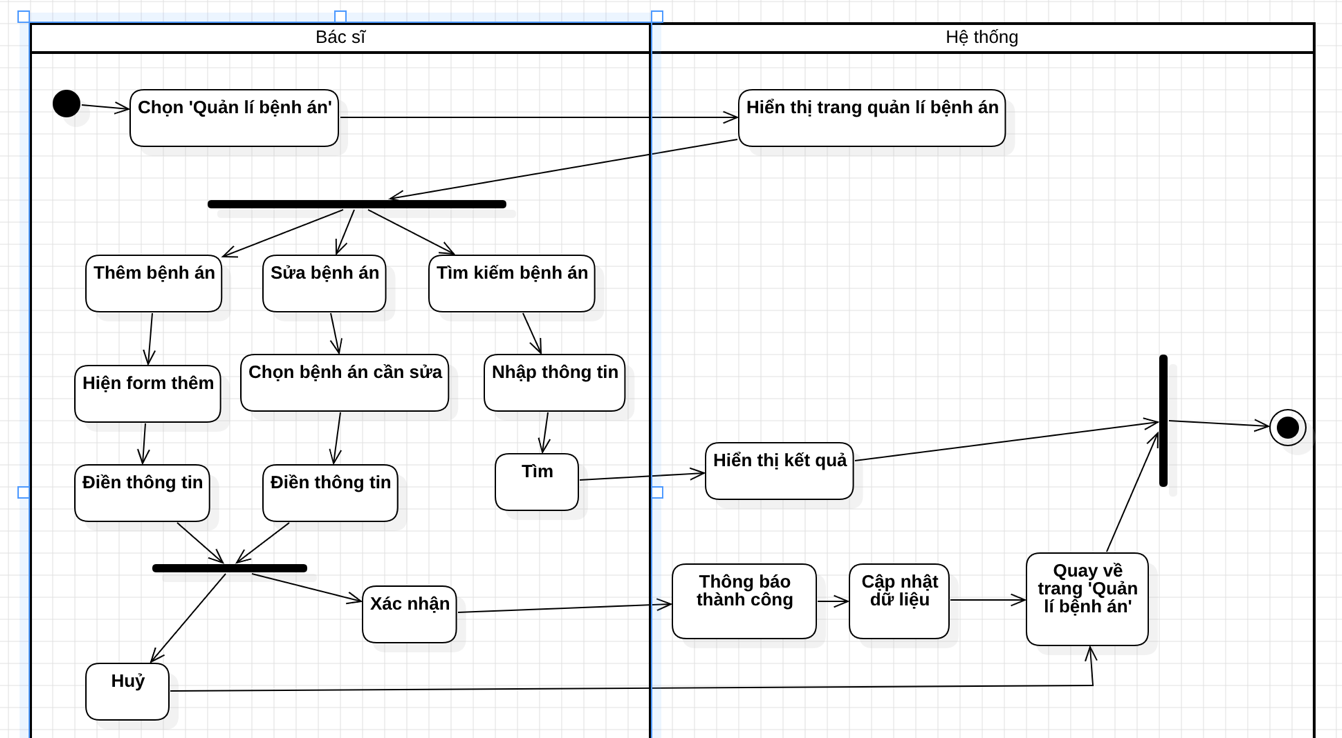 Bác sĩ
Hệ thống
Chọn 'Quản lí bệnh án'
Hiển thị trang quản lí bệnh án
Thêm bệnh án
Sửa bệnh án
Tìm kiếm bệnh án
Hiện form thêm
Chọn bệnh án cần sửa
Nhập thông tin
Điền thông tin
Điền thông tin
Tìm
Hiển thị kết quả
Xác nhận
Thông báo
thành công
Cập nhật
dữ liệu
Quay về
trang 'Quản
lí bệnh án'
Huỷ